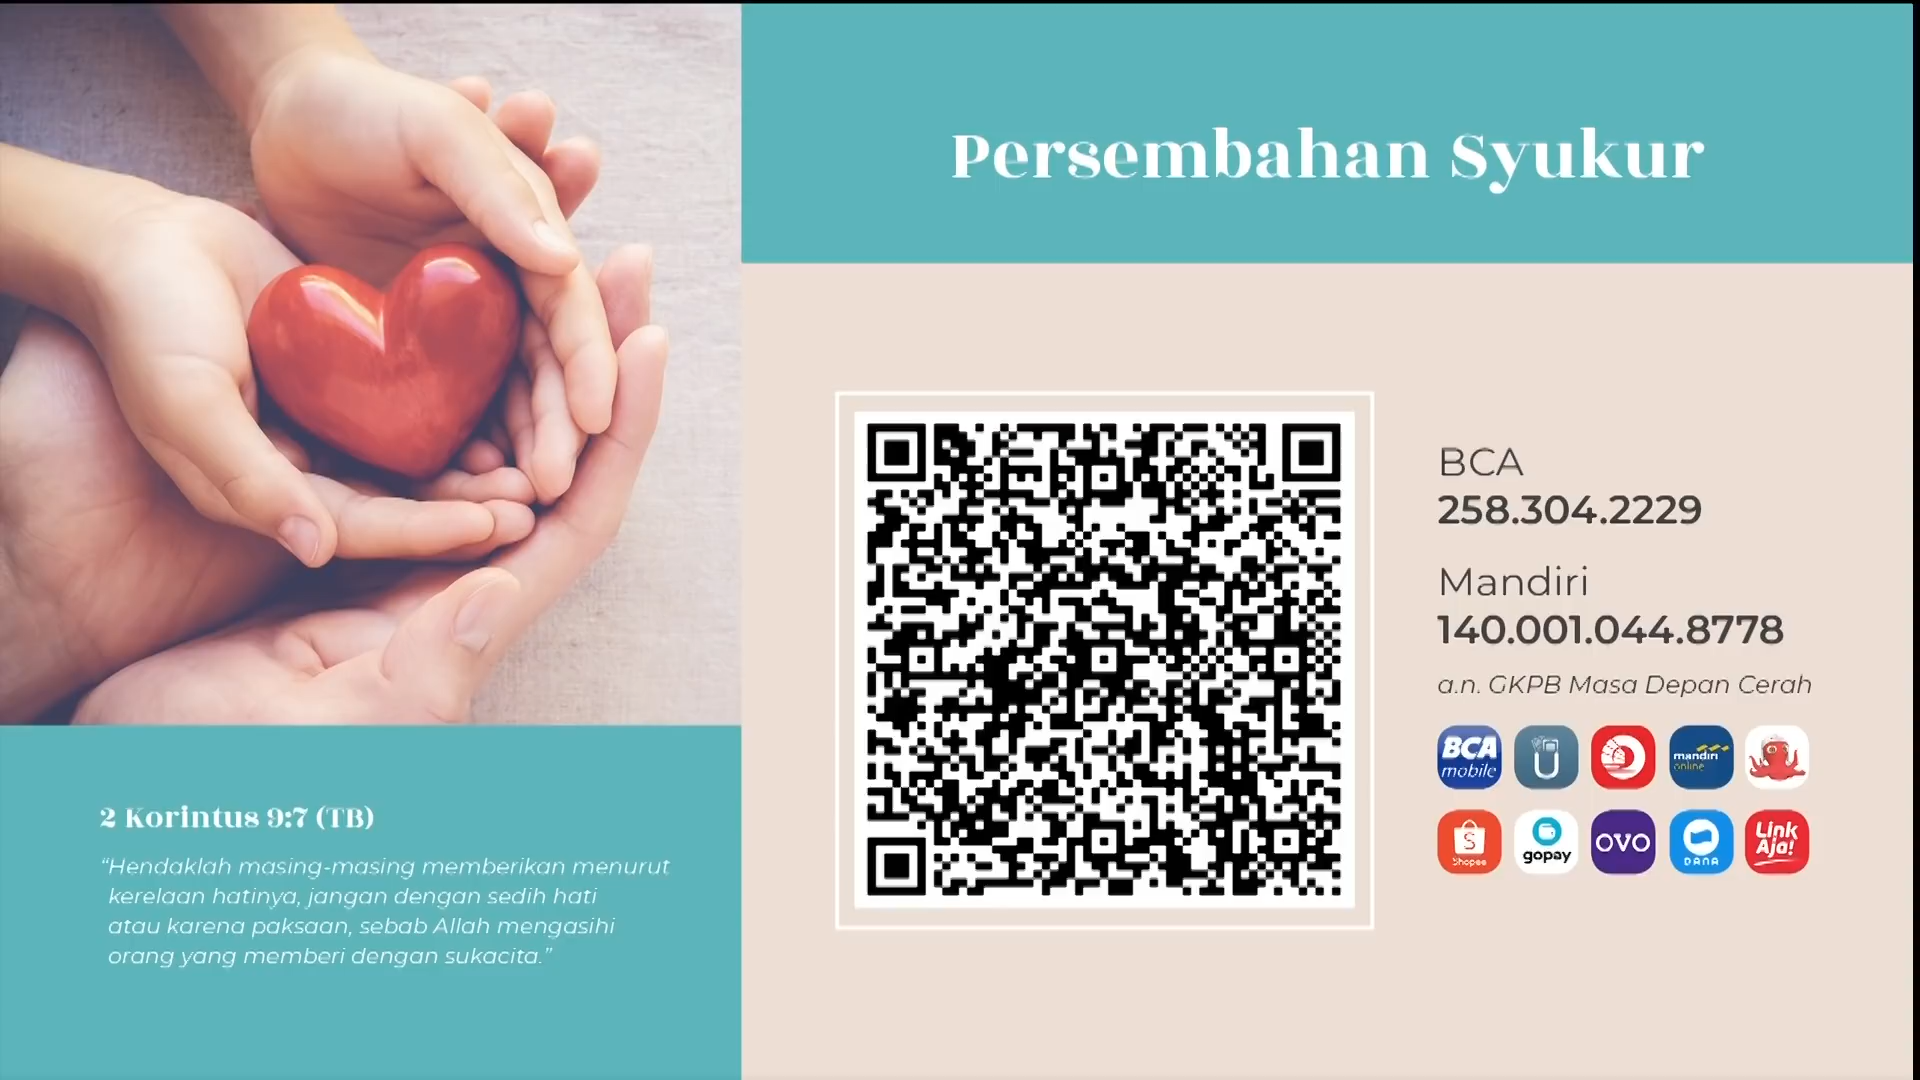 Persembahan Syukur
BCA
258.304.2229
Mandiri
140.001.044.8778
a.n. GKPB Masa Depan Cerah
BCA
mobile
mandiri
online
Shopee
gopay
OVO
DANA
Link
Aja!
2 Korintus 9:7 (TB)
“Hendaklah masing-masing memberikan menurut
kerelaan hatinya, jangan dengan sedih hati
atau karena paksaan, sebab Allah mengasihi
orang yang memberi dengan sukacita.”